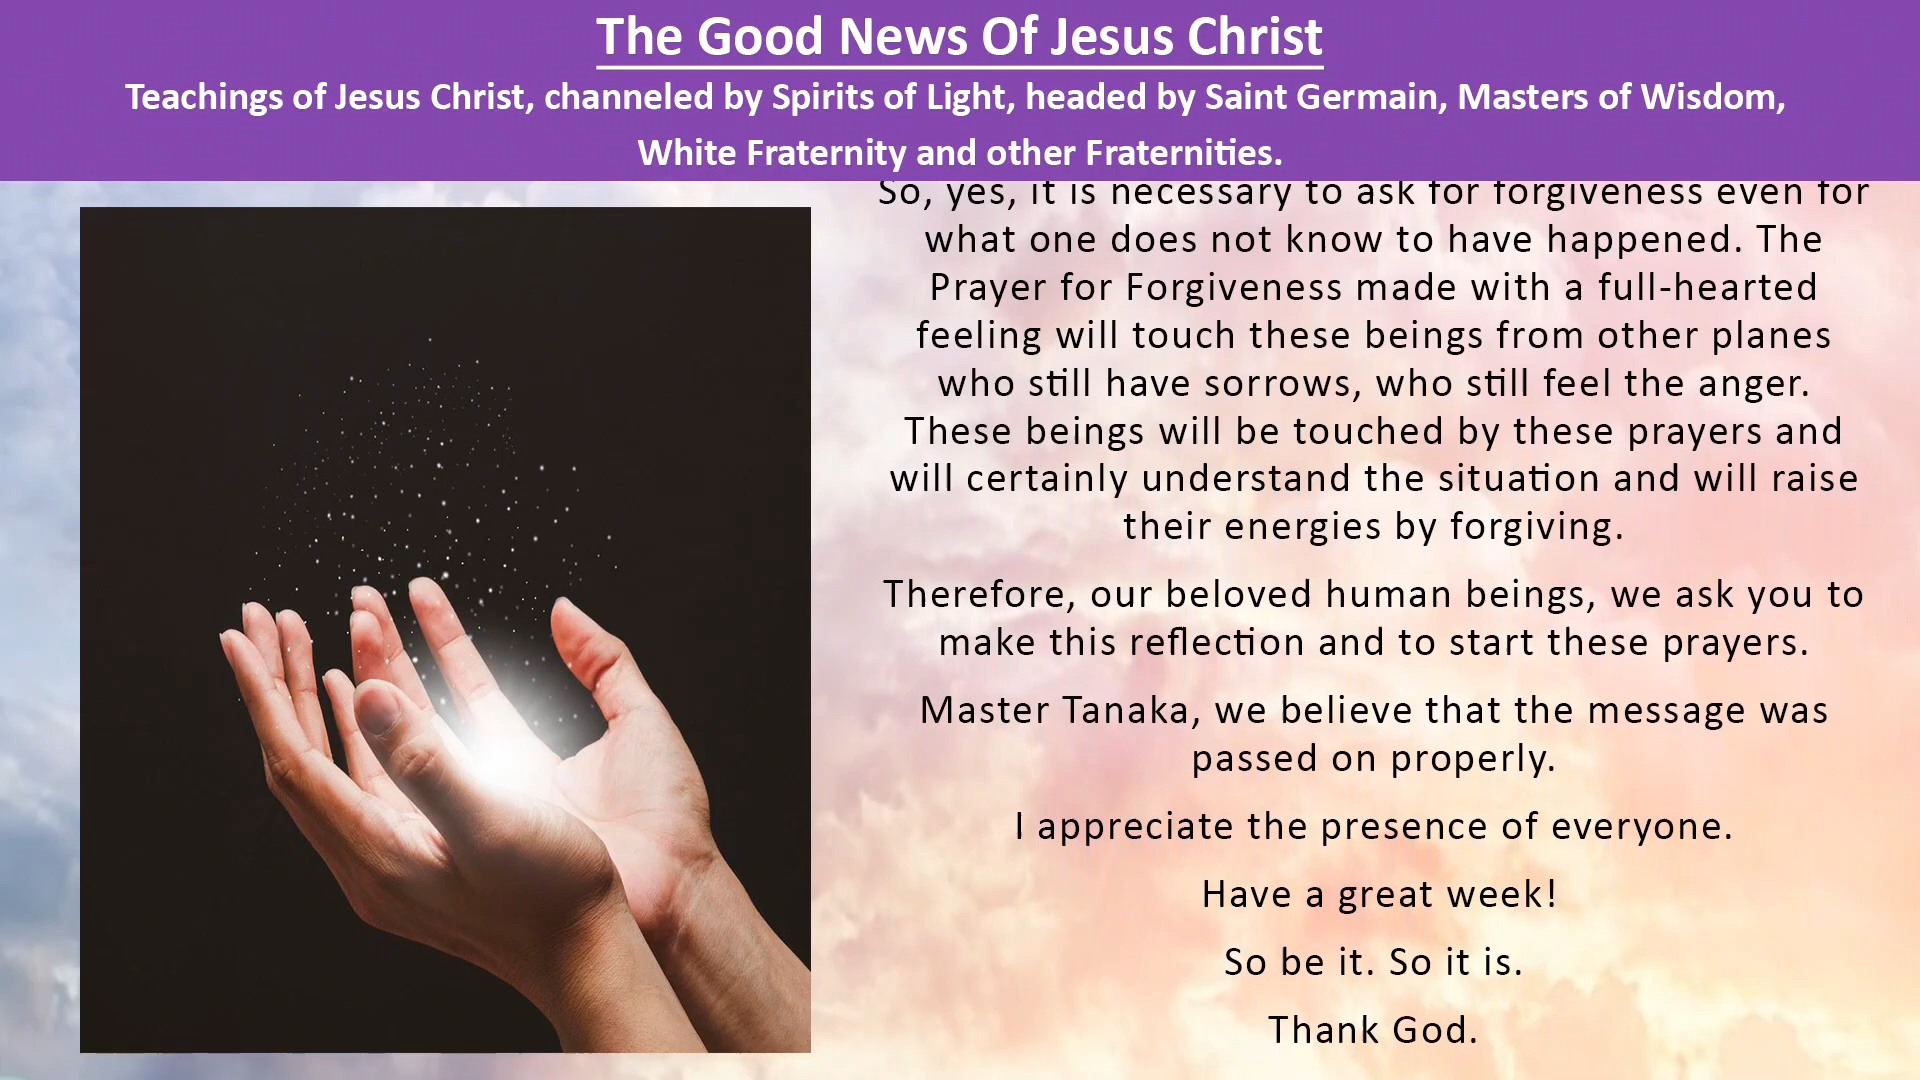 The Good News Of Jesus Christ
Teachings of Jesus Christ, channeled by Spirits of Light, headed by Saint Germain, Masters of Wisdom,
White Fraternity and other Fraternities.
So, yes, it is necessary to ask for forgiveness even for
what one does not know to have happened. The
Prayer for Forgiveness made with a full-hearted
feeling will touch these beings from other planes
who still have sorrows, who still feel the anger.
These beings will be touched by these prayers and
will certainly understand the situation and will raise
their energies by forgiving.
Therefore, our beloved human beings, we ask you to
make this reflection and to start these prayers.
Master Tanaka, we believe that the message was
passed on properly.
I appreciate the presence of everyone.
Have a great week!
So be it. So it is.
Thank God.